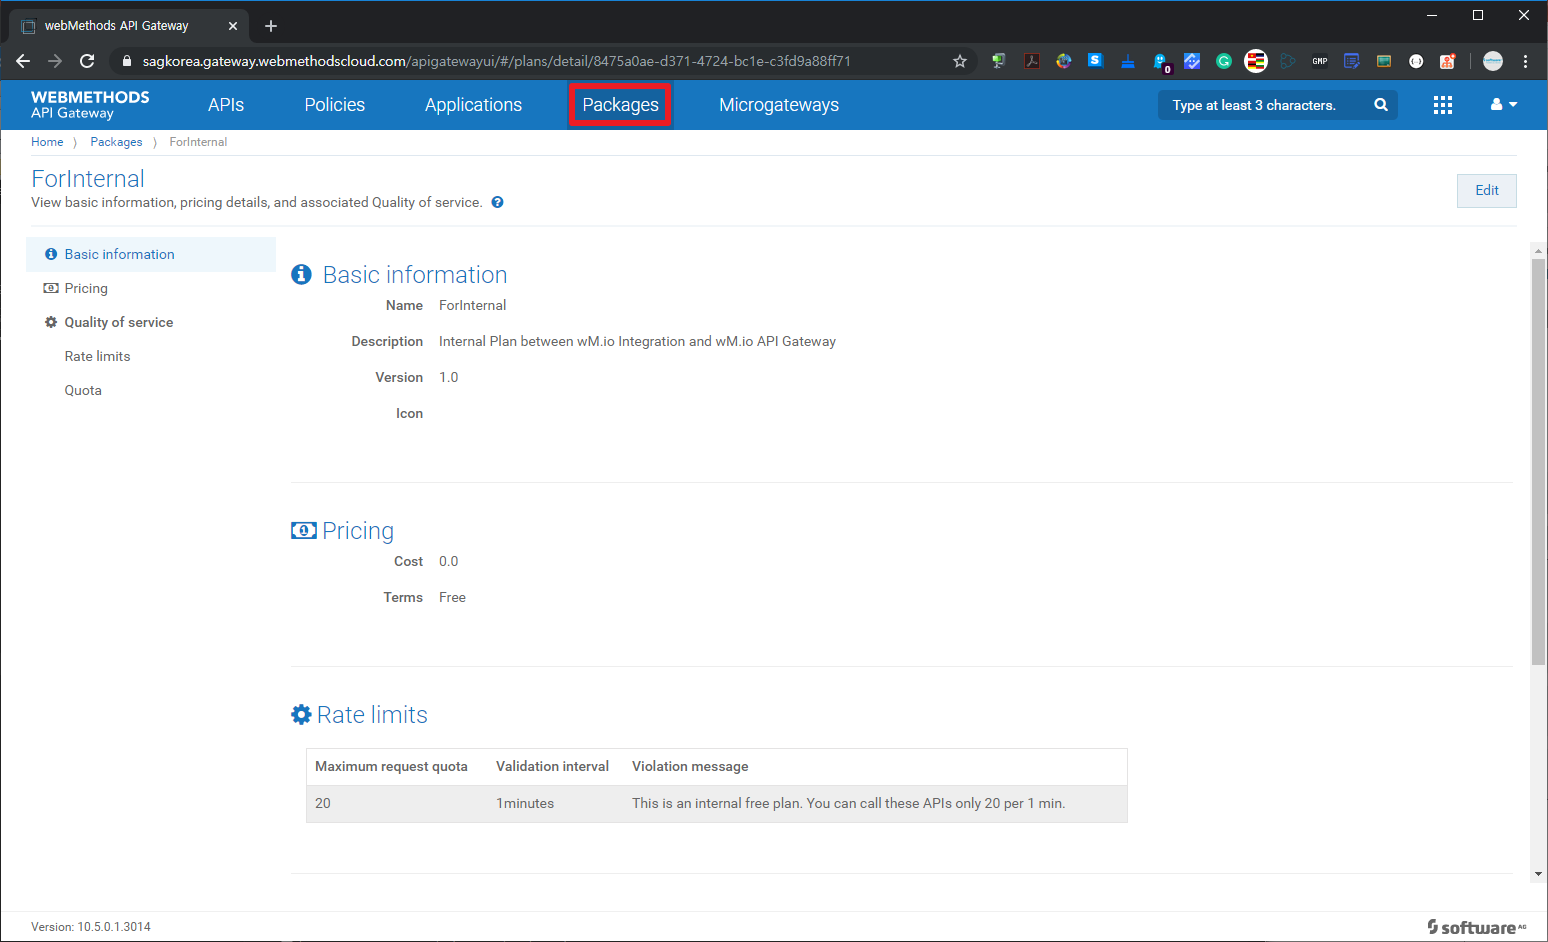 webMethods API Gateway
sagkorea.gateway.webmethodscloud.com/apigatewayui/#/plans/detail/8475a0ae-d371-4724-bc1e-c3fd9a88ff71
S
0
G
GMP
WEBMETHODS
API Gateway
APIs
Policies
Applications
Packages
Microgateways
Type at least 3 characters.
Home 〉 Packages 〉 ForInternal
ForInternal
View basic information, pricing details, and associated Quality of service. ?
Edit
Basic information
Pricing
Quality of service
Rate limits
Quota
Basic information
Name ForInternal
Description Internal Plan between wM.io Integration and wM.io API Gateway
Version 1.0
Icon
Pricing
Cost 0.0
Terms Free
Rate limits
Maximum request quota Validation interval Violation message
20 1minutes This is an internal free plan. You can call these APIs only 20 per 1 min.
Version: 10.5.0.1.3014
software AG